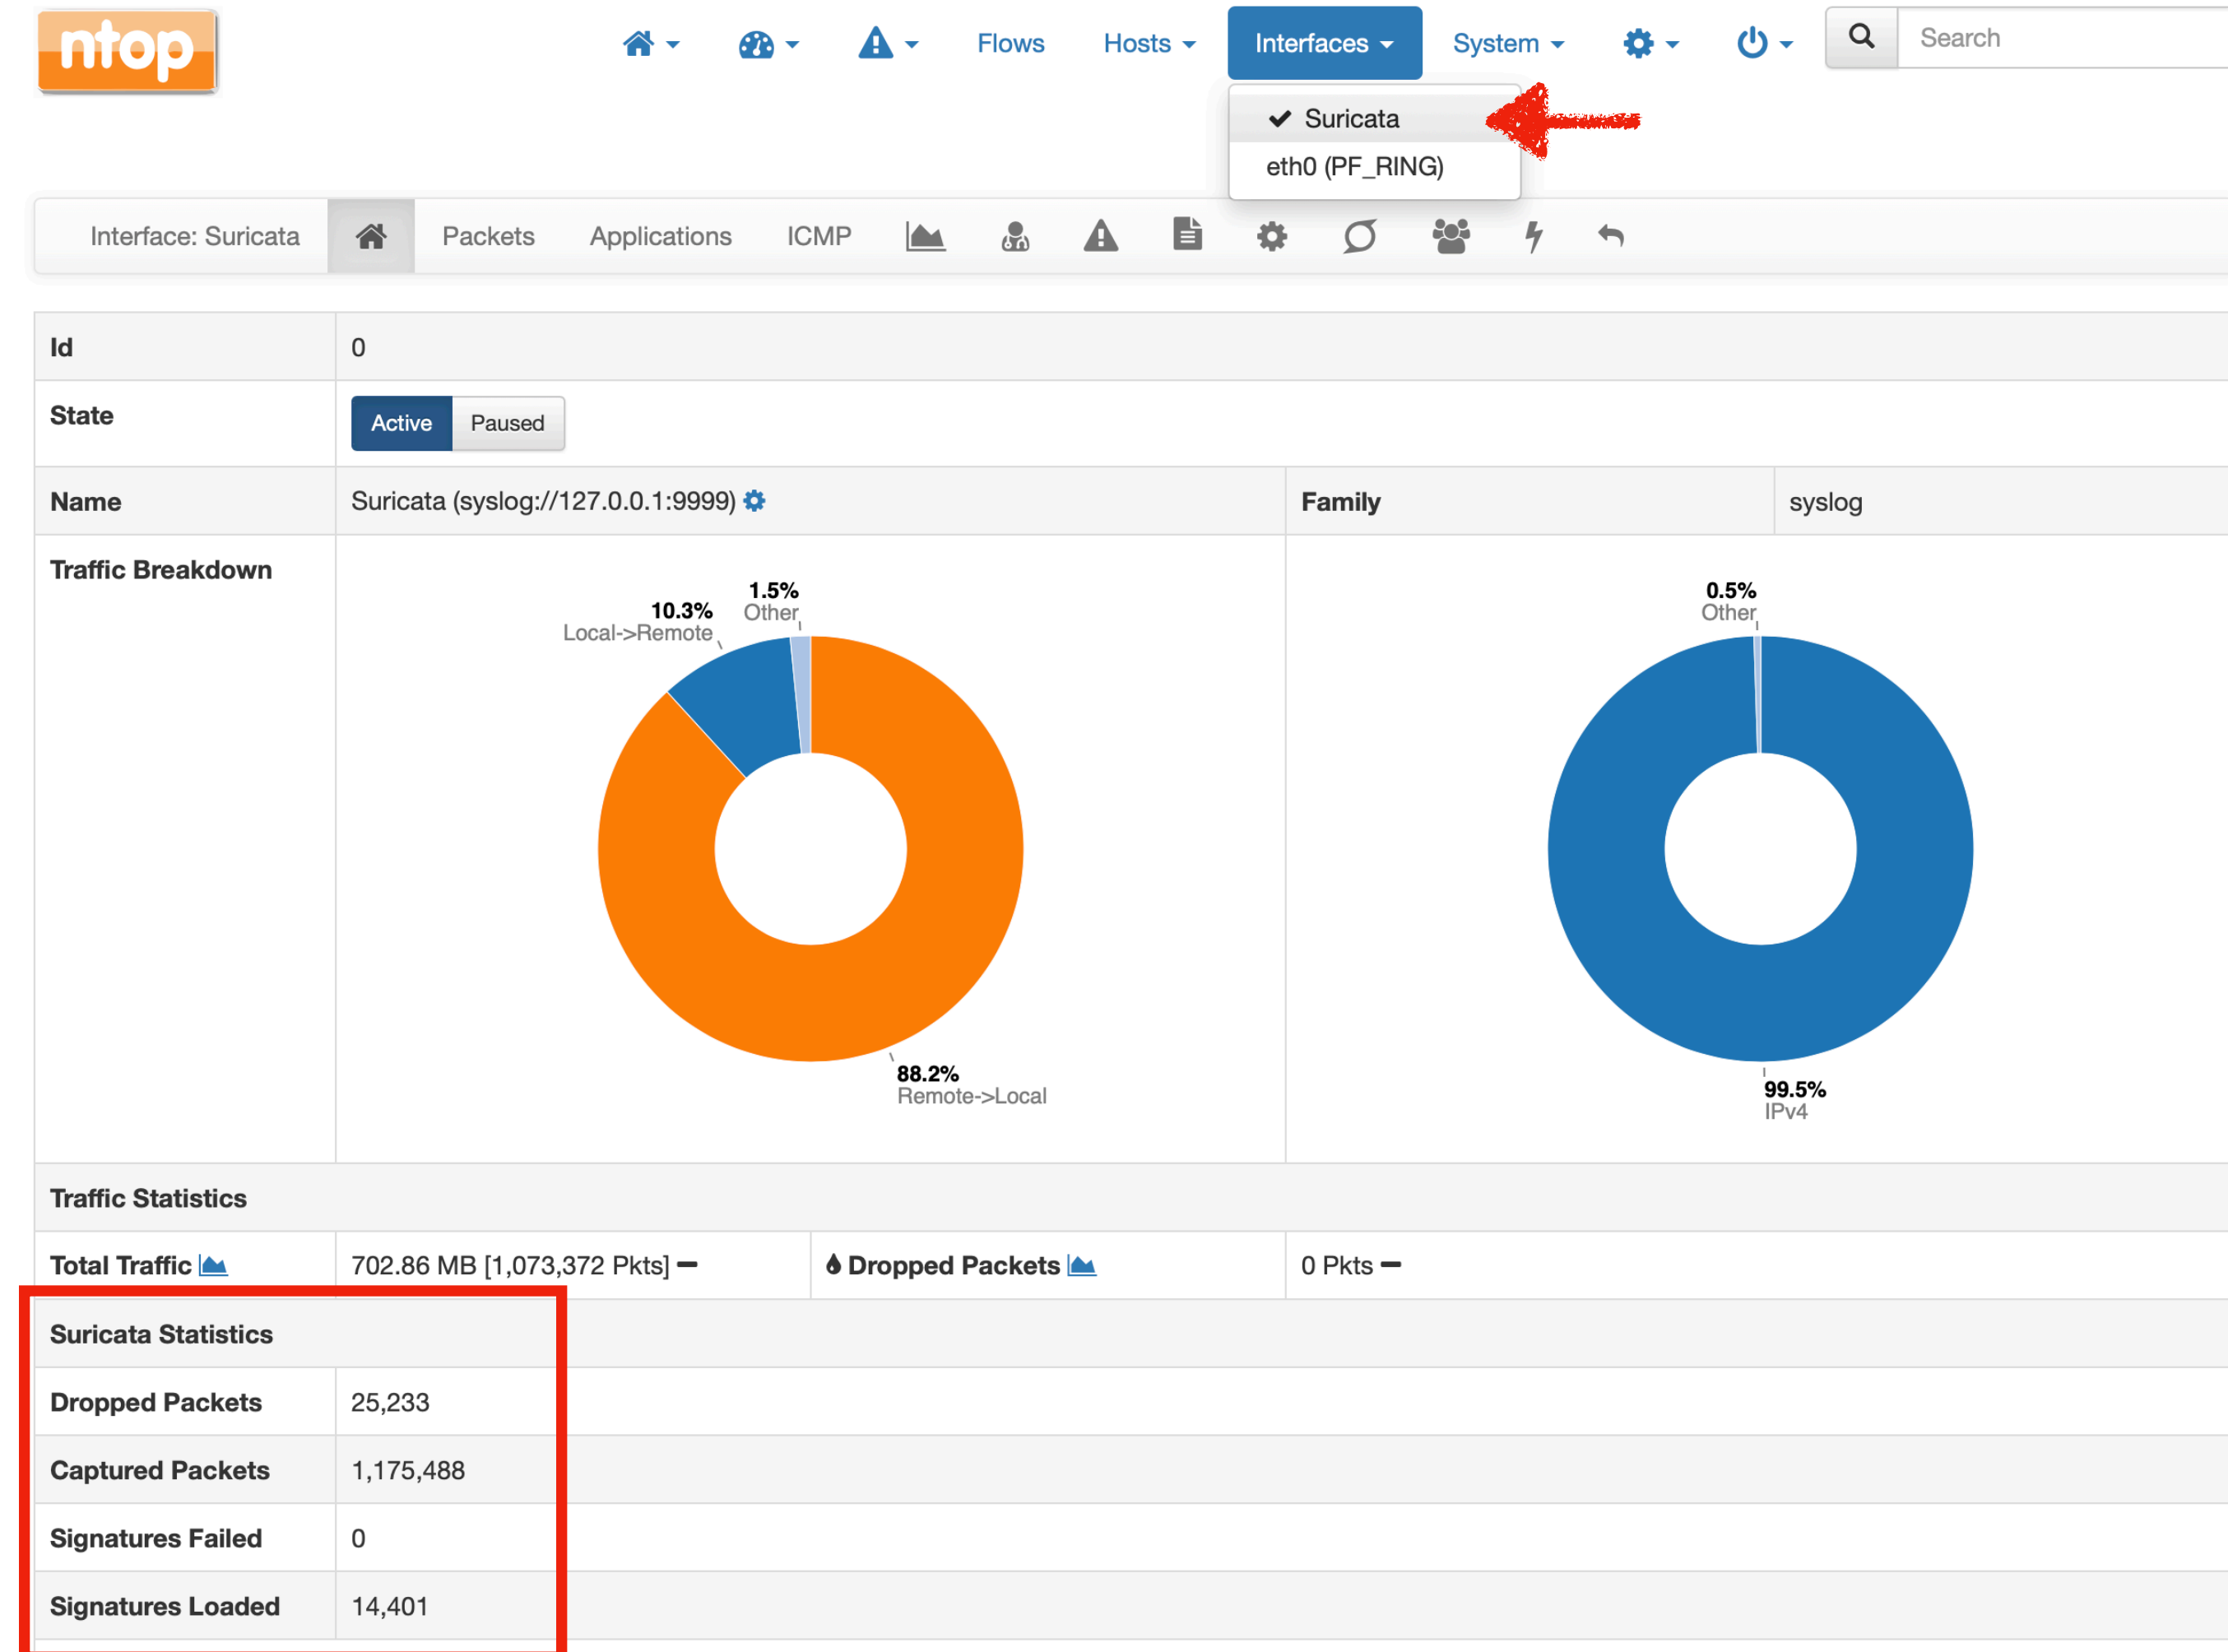 ntop
Flows
Hosts
Interfaces
System
Search
Suricata
eth0 (PF_RING)
Interface: Suricata
Packets
Applications
ICMP
Id
0
State
Active
Paused
Name
Suricata (syslog://127.0.0.1:9999)
Family
syslog
Traffic Breakdown
1.5%
Other
10.3%
Local->Remote
88.2%
Remote->Local
0.5%
Other
99.5%
IPv4
Traffic Statistics
Total Traffic
702.86 MB [1,073,372 Pkts]
Dropped Packets
0 Pkts
Suricata Statistics
Dropped Packets
25,233
Captured Packets
1,175,488
Signatures Failed
0
Signatures Loaded
14,401